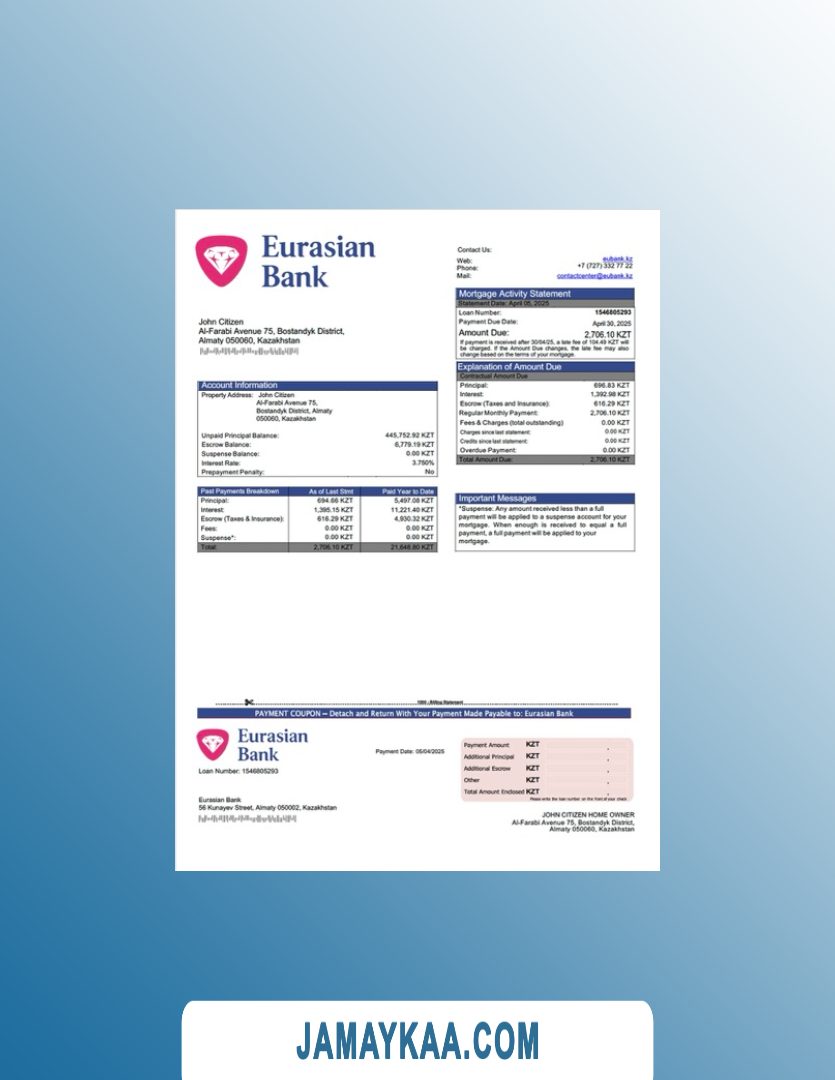 Eurasian
Bank
Contact Us:
Web: eubank.kz
Phone: +7 (727) 332 77 22
Mail: contactcenter@eubank.kz
Mortgage Activity Statement
Statement Date: April 05, 2025
Loan Number: 1546805293
Payment Due Date: April 30, 2025
Amount Due: 2,706.10 KZT
If payment is received after 30/04/25, a late fee of 104.49 KZT will
be charged. If the Amount Due changes, the late fee may also
change based on the terms of your mortgage.
John Citizen
Al-Farabi Avenue 75, Bostandyk District,
Almaty 050060, Kazakhstan
Explanation of Amount Due
Contractual Amount Due
Principal: 696.83 KZT
Interest: 1,392.98 KZT
Escrow (Taxes and Insurance): 616.29 KZT
Regular Monthly Payment: 2,706.10 KZT
Fees & Charges (total outstanding) 0.00 KZT
Charges since last statement: 0.00 KZT
Credits since last statement: 0.00 KZT
Overdue Payment: 0.00 KZT
Total Amount Due: 2,706.10 KZT
Account Information
Property Address: John Citizen
Al-Farabi Avenue 75,
Bostandyk District, Almaty
050060, Kazakhstan
Unpaid Principal Balance: 445,752.92 KZT
Escrow Balance: 6,779.19 KZT
Suspense Balance: 0.00 KZT
Interest Rate: 3.750%
Prepayment Penalty: No
Past Payments Breakdown As of Last Stmt Paid Year to Date
Principal: 694.66 KZT 5,497.08 KZT
Interest: 1,395.15 KZT 11,221.40 KZT
Escrow (Taxes & Insurance): 616.29 KZT 4,930.32 KZT
Fees: 0.00 KZT 0.00 KZT
Suspense*: 0.00 KZT 0.00 KZT
Total: 2,706.10 KZT 21,648.80 KZT
Important Messages
*Suspense: Any amount received less than a full
payment will be applied to a suspense account for your
mortgage. When enough is received to equal a full
payment, a full payment will be applied to your
mortgage.
PAYMENT COUPON – Detach and Return With Your Payment Made Payable to: Eurasian Bank
Eurasian
Bank
Loan Number: 1546805293
Payment Date: 05/04/2025
Payment Amount KZT
Additional Principal KZT
Additional Escrow KZT
Other KZT
Total Amount Enclosed KZT
Please write the loan number on the front of your check
Eurasian Bank
56 Kunayev Street, Almaty 050002, Kazakhstan
JOHN CITIZEN HOME OWNER
Al-Farabi Avenue 75, Bostandyk District,
Almaty 050060, Kazakhstan
JAMAYKAA.COM